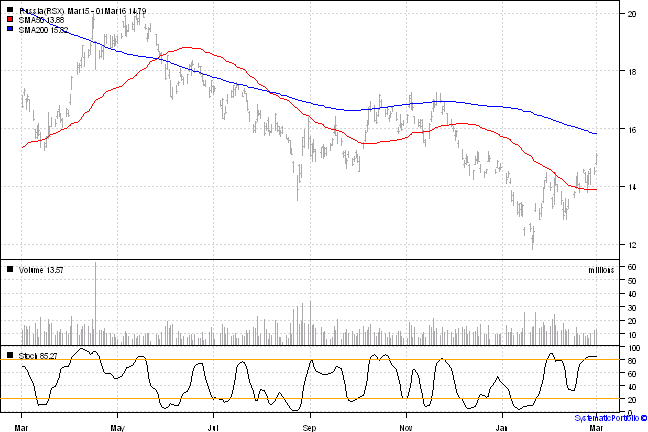 Russia(RSX), Mar15 - 01Mar16 14.79
SMA50 13.88
SMA200 15.82
20
18
16
14
12
Volume 13.57
millions
60
50
40
30
20
10
Stoch 85.27
100
80
60
40
20
0
Mar May Jul Sep Nov Jan Mar
SystematicPortfolio ©